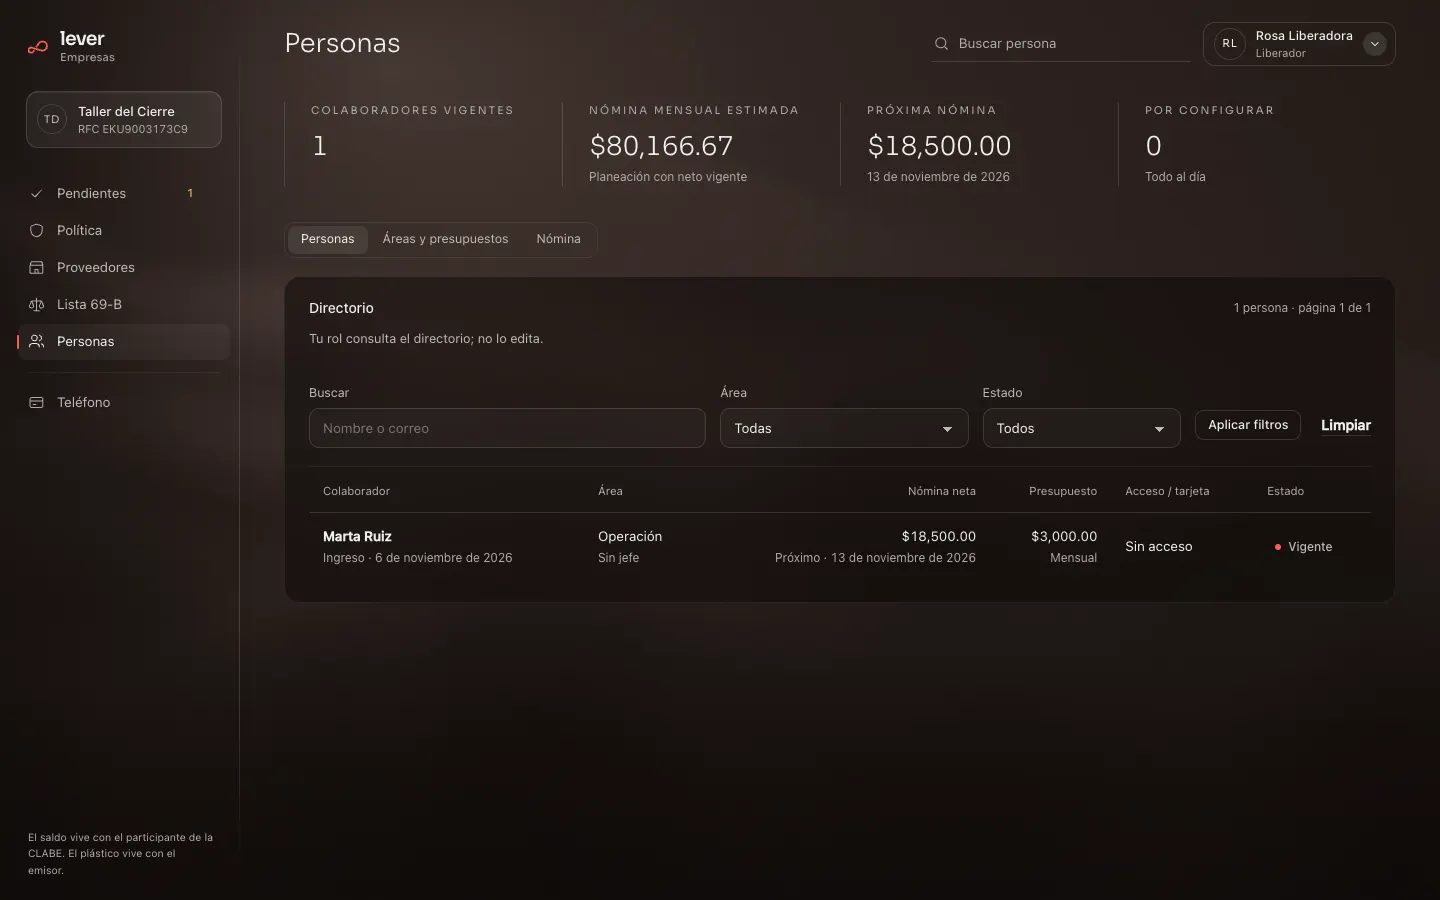 lever
Empresas
TD
Taller del Cierre
RFC EKU9003173C9
Pendientes 1
Política
Proveedores
Lista 69-B
Personas
Teléfono
El saldo vive con el participante de la
CLABE. El plástico vive con el
emisor.
Personas
Buscar persona
RL
Rosa Liberadora
Liberador
COLABORADORES VIGENTES
1
NÓMINA MENSUAL ESTIMADA
$80,166.67
Planeación con neto vigente
PRÓXIMA NÓMINA
$18,500.00
13 de noviembre de 2026
POR CONFIGURAR
0
Todo al día
Personas Áreas y presupuestos Nómina
Directorio 1 persona · página 1 de 1
Tu rol consulta el directorio; no lo edita.
Buscar Área Estado
Nombre o correo Todas Todos Aplicar filtros Limpiar
Colaborador Área Nómina neta Presupuesto Acceso / tarjeta Estado
Marta Ruiz Operación $18,500.00 $3,000.00 Sin acceso Vigente
Ingreso · 6 de noviembre de 2026 Sin jefe Próximo · 13 de noviembre de 2026 Mensual